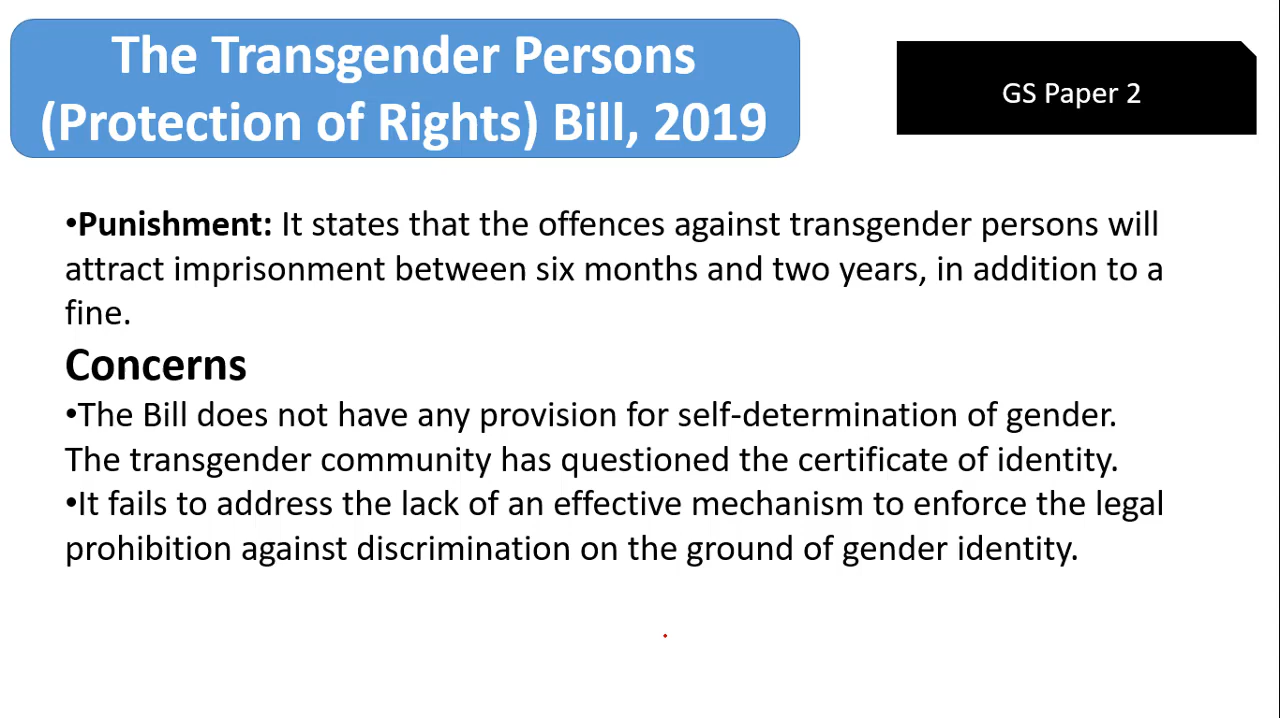 The Transgender Persons
(Protection of Rights) Bill, 2019
GS Paper 2
•Punishment: It states that the offences against transgender persons will
attract imprisonment between six months and two years, in addition to a
fine.
Concerns
•The Bill does not have any provision for self-determination of gender.
The transgender community has questioned the certificate of identity.
•It fails to address the lack of an effective mechanism to enforce the legal
prohibition against discrimination on the ground of gender identity.